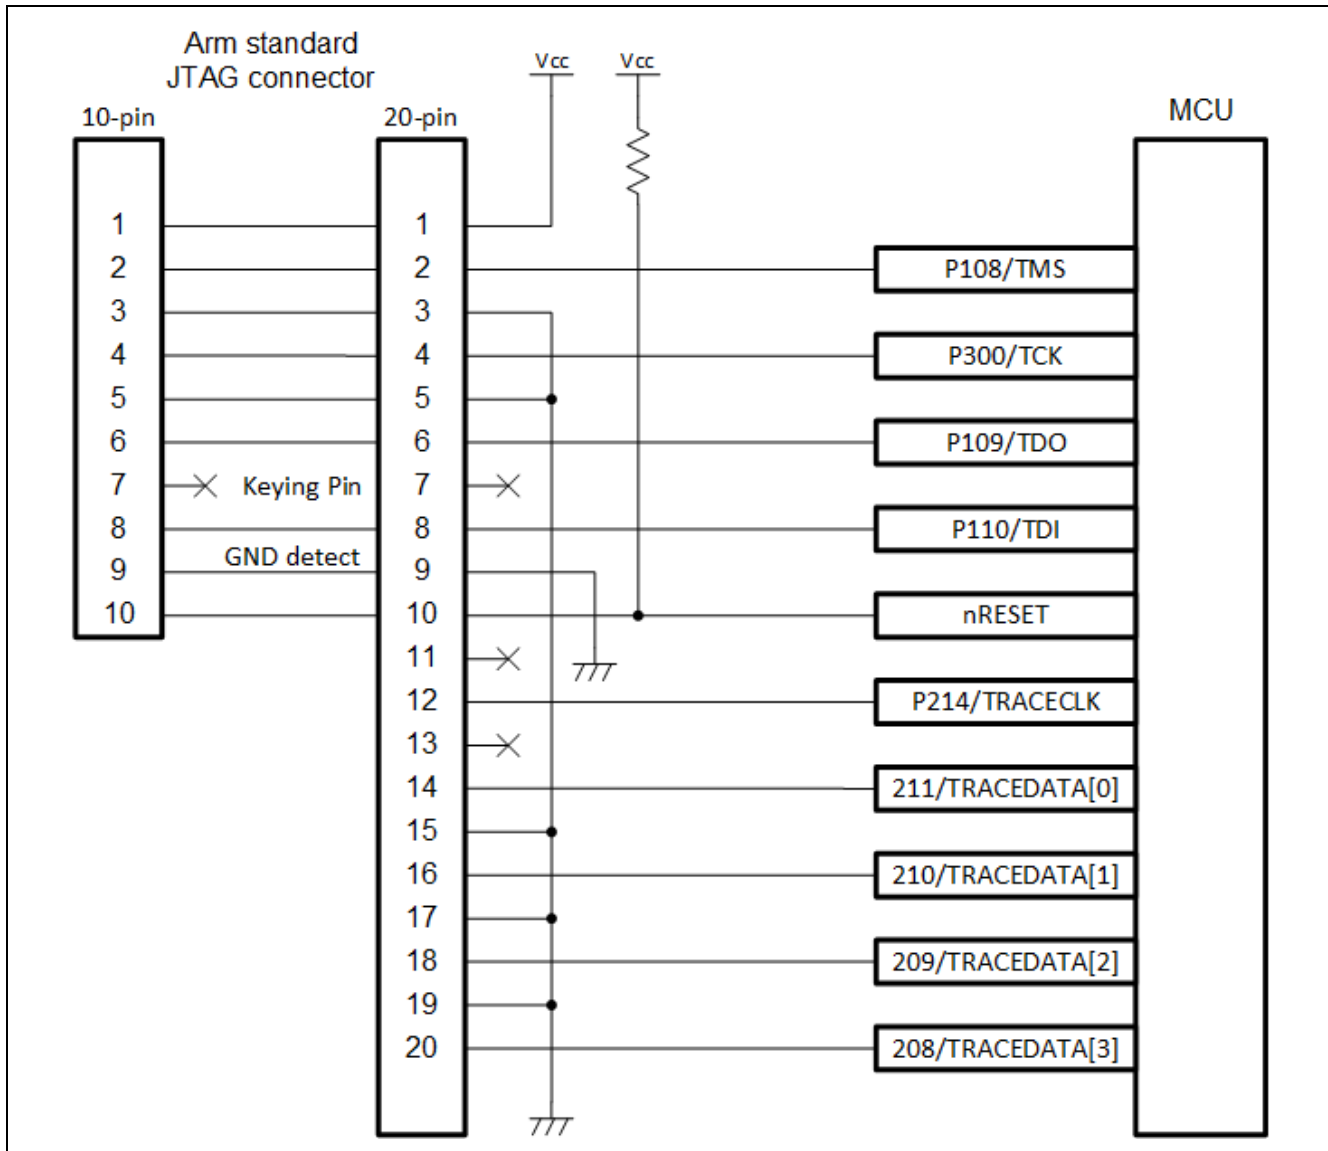 Arm standard
JTAG connector
Vcc
Vcc
10-pin
20-pin
MCU
1
1
2
2
P108/TMS
3
3
4
4
P300/TCK
5
5
6
6
P109/TDO
7
Keying Pin
7
8
8
P110/TDI
GND detect
9
9
10
10
nRESET
11
12
P214/TRACECLK
13
14
211/TRACEDATA[0]
15
16
210/TRACEDATA[1]
17
18
209/TRACEDATA[2]
19
20
208/TRACEDATA[3]